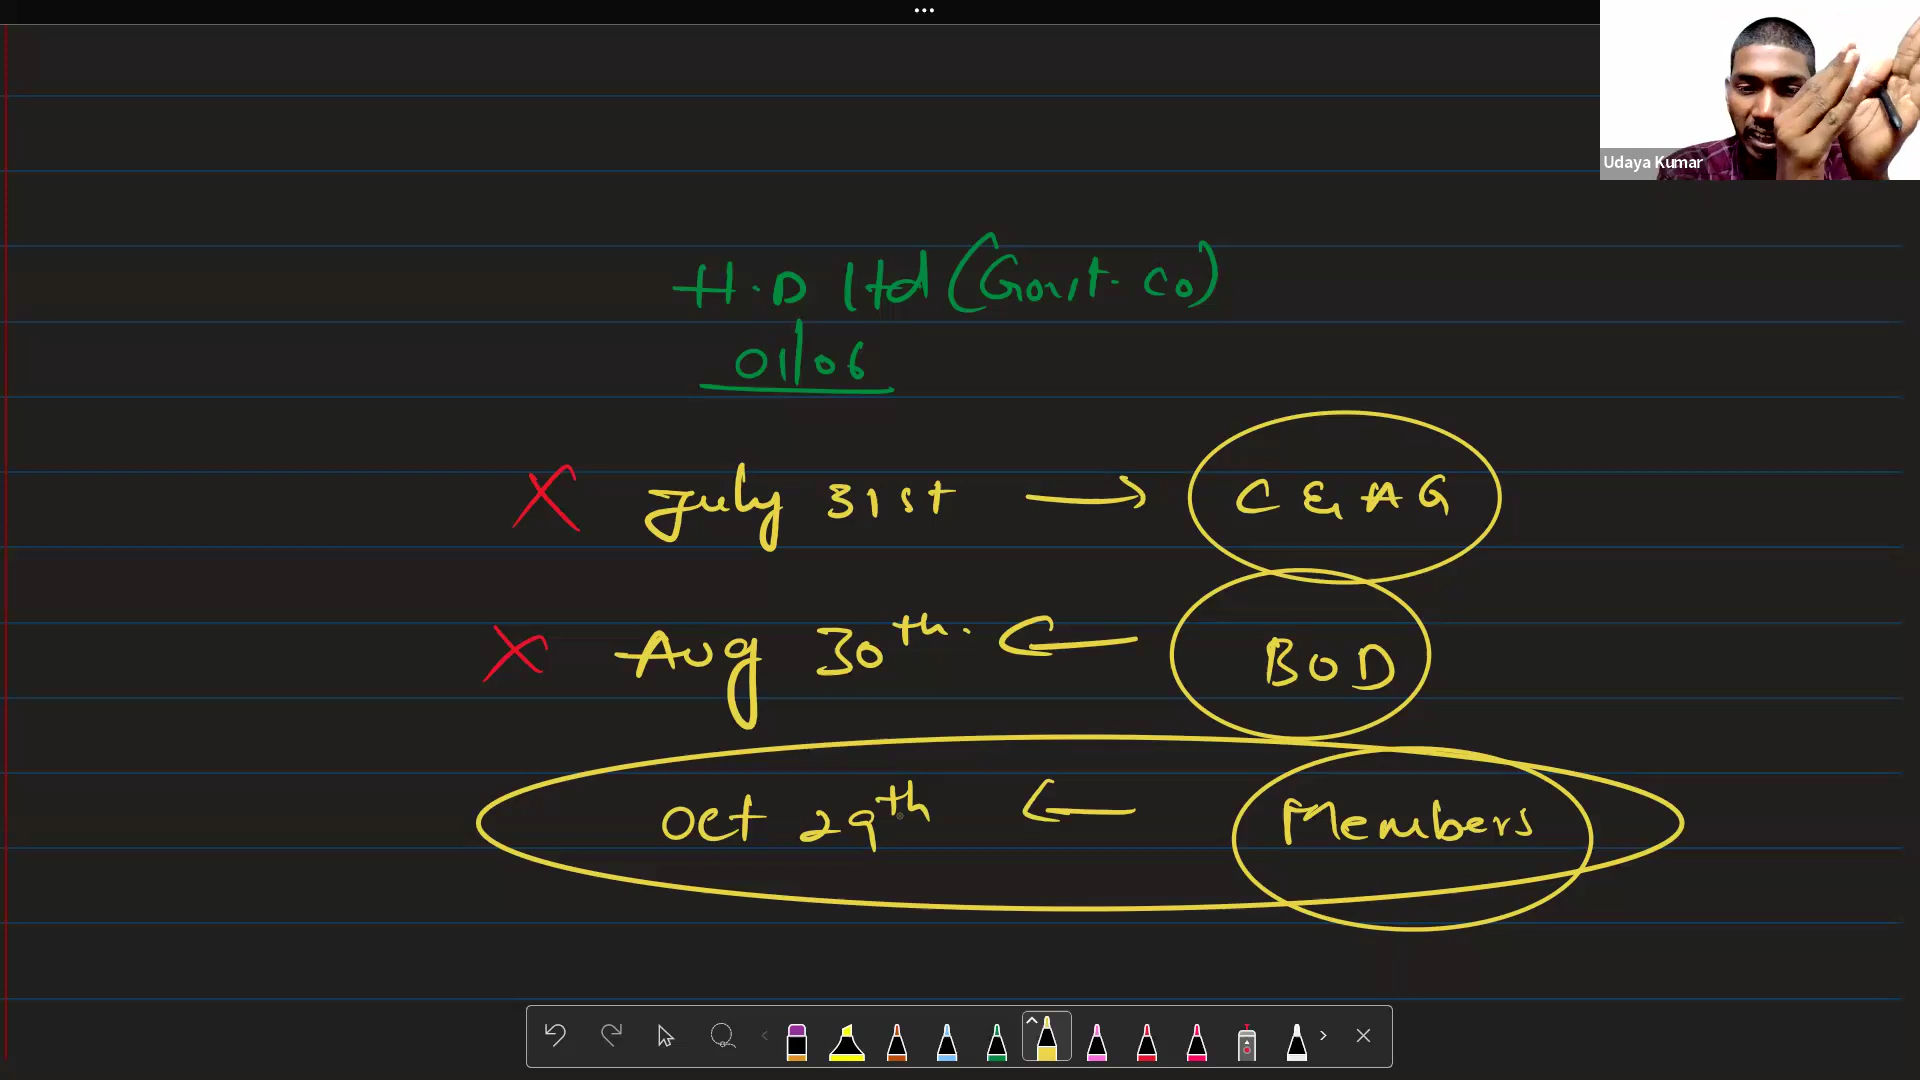 ...
Udaya Kumar
H.D ltd (Govt. Co)
01/06
X July 31st → C&AG
X Aug 30th. ← BOD
Oct 29th ← Members